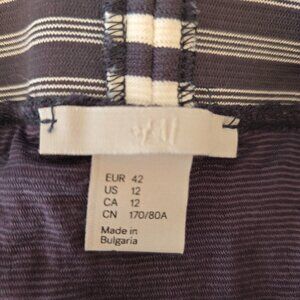 EUR 42
US 12
CA 12
CN 170/80A
Made in
Bulgaria